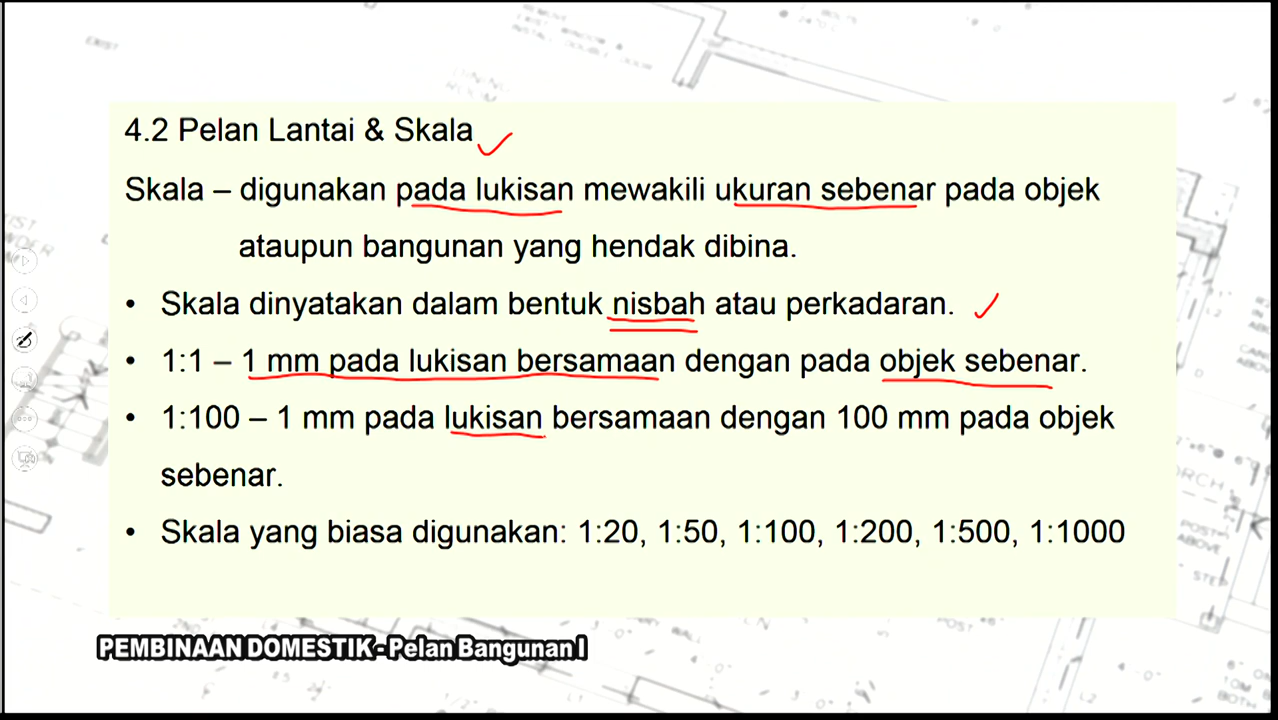 4.2 Pelan Lantai & Skala
Skala – digunakan pada lukisan mewakili ukuran sebenar pada objek
ataupun bangunan yang hendak dibina.
• Skala dinyatakan dalam bentuk nisbah atau perkadaran.
• 1:1 – 1 mm pada lukisan bersamaan dengan pada objek sebenar.
• 1:100 – 1 mm pada lukisan bersamaan dengan 100 mm pada objek
sebenar.
• Skala yang biasa digunakan: 1:20, 1:50, 1:100, 1:200, 1:500, 1:1000
PEMBINAAN DOMESTIK - Pelan Bangunan I